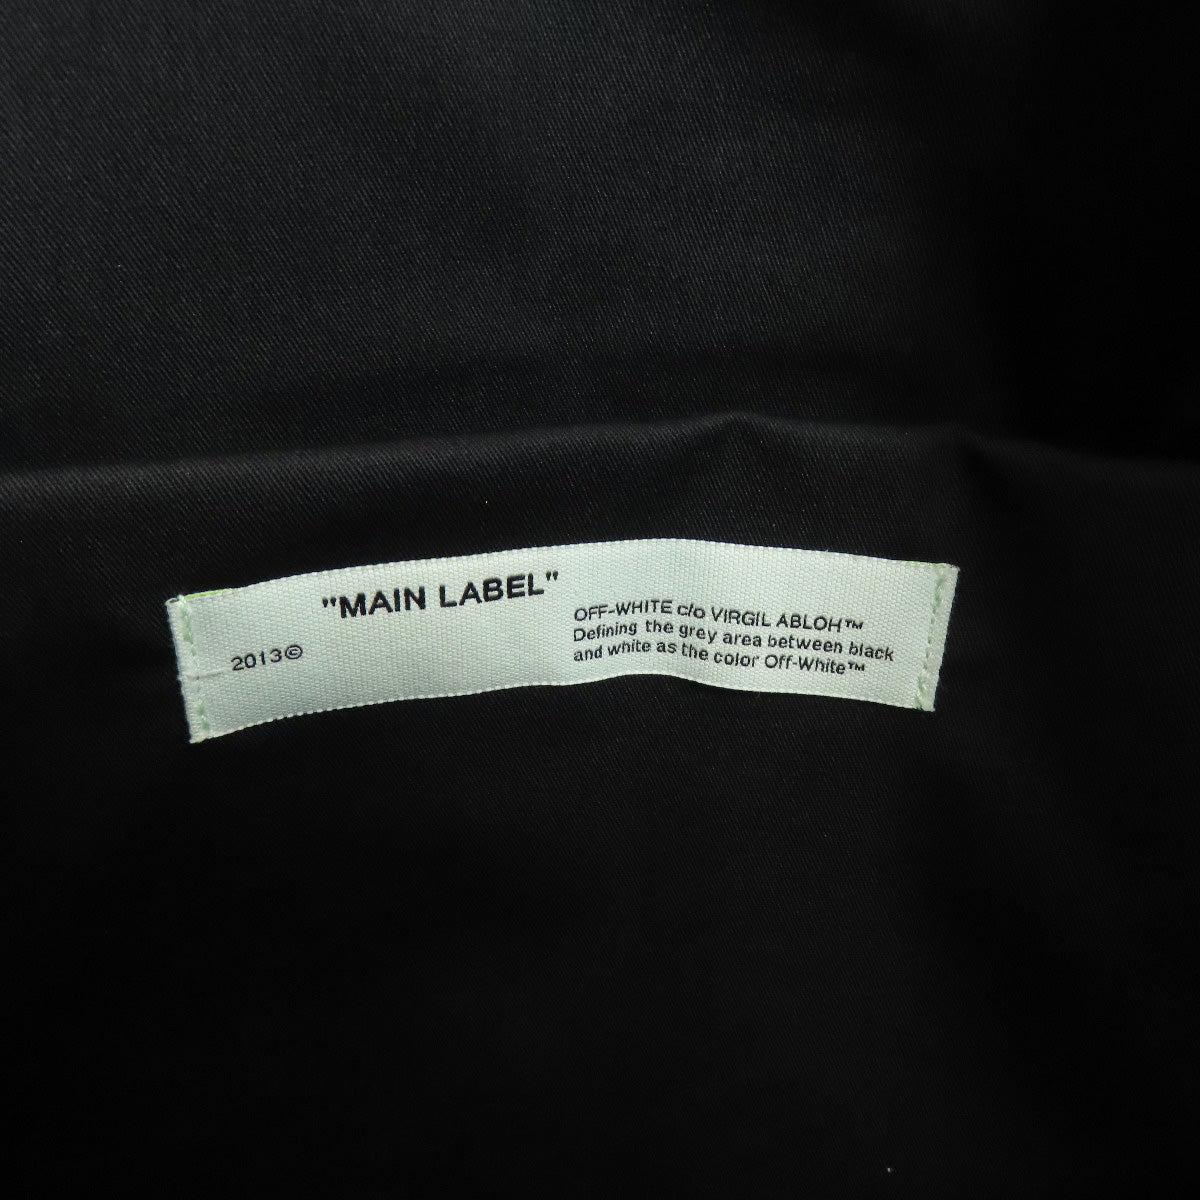 "MAIN LABEL"
2013©
OFF-WHITE c/o VIRGIL ABLOH™
Defining the grey area between black
and white as the color Off-White™